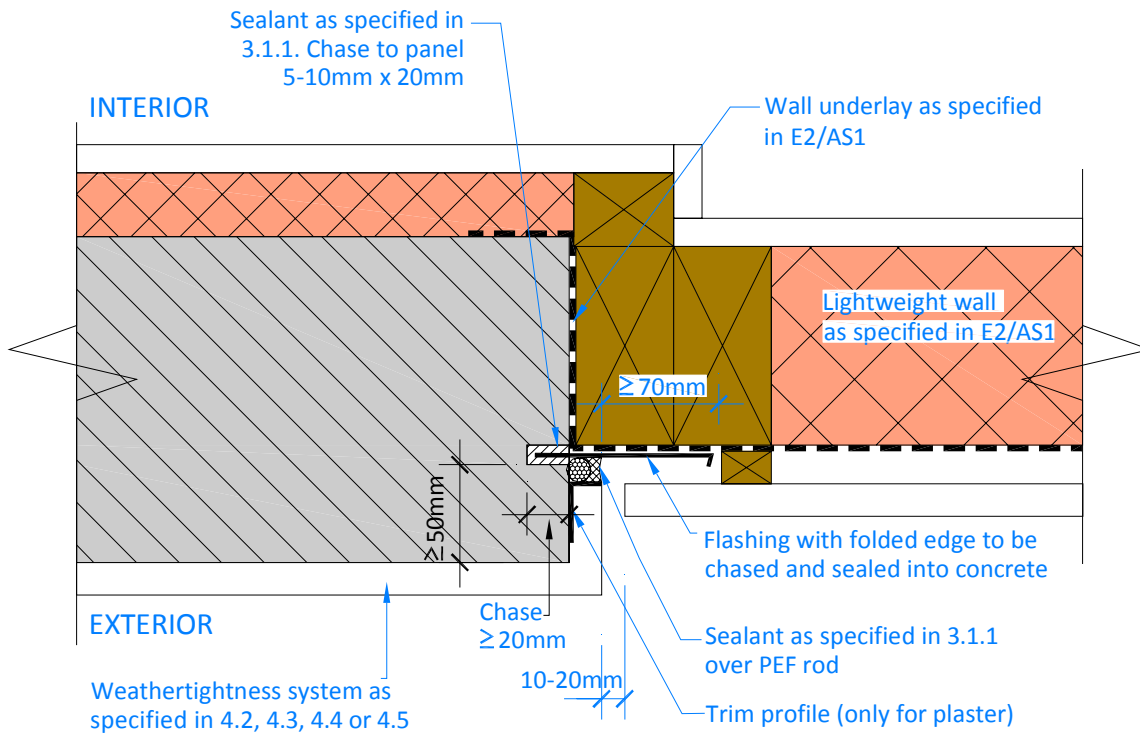 Sealant as specified in
3.1.1. Chase to panel
5-10mm x 20mm
INTERIOR
Wall underlay as specified
in E2/AS1
Lightweight wall
as specified in E2/AS1
≥70mm
≥50mm
Flashing with folded edge to be
chased and sealed into concrete
Chase
≥20mm
EXTERIOR
Sealant as specified in 3.1.1
over PEF rod
10-20mm
Weathertightness system as
specified in 4.2, 4.3, 4.4 or 4.5
Trim profile (only for plaster)